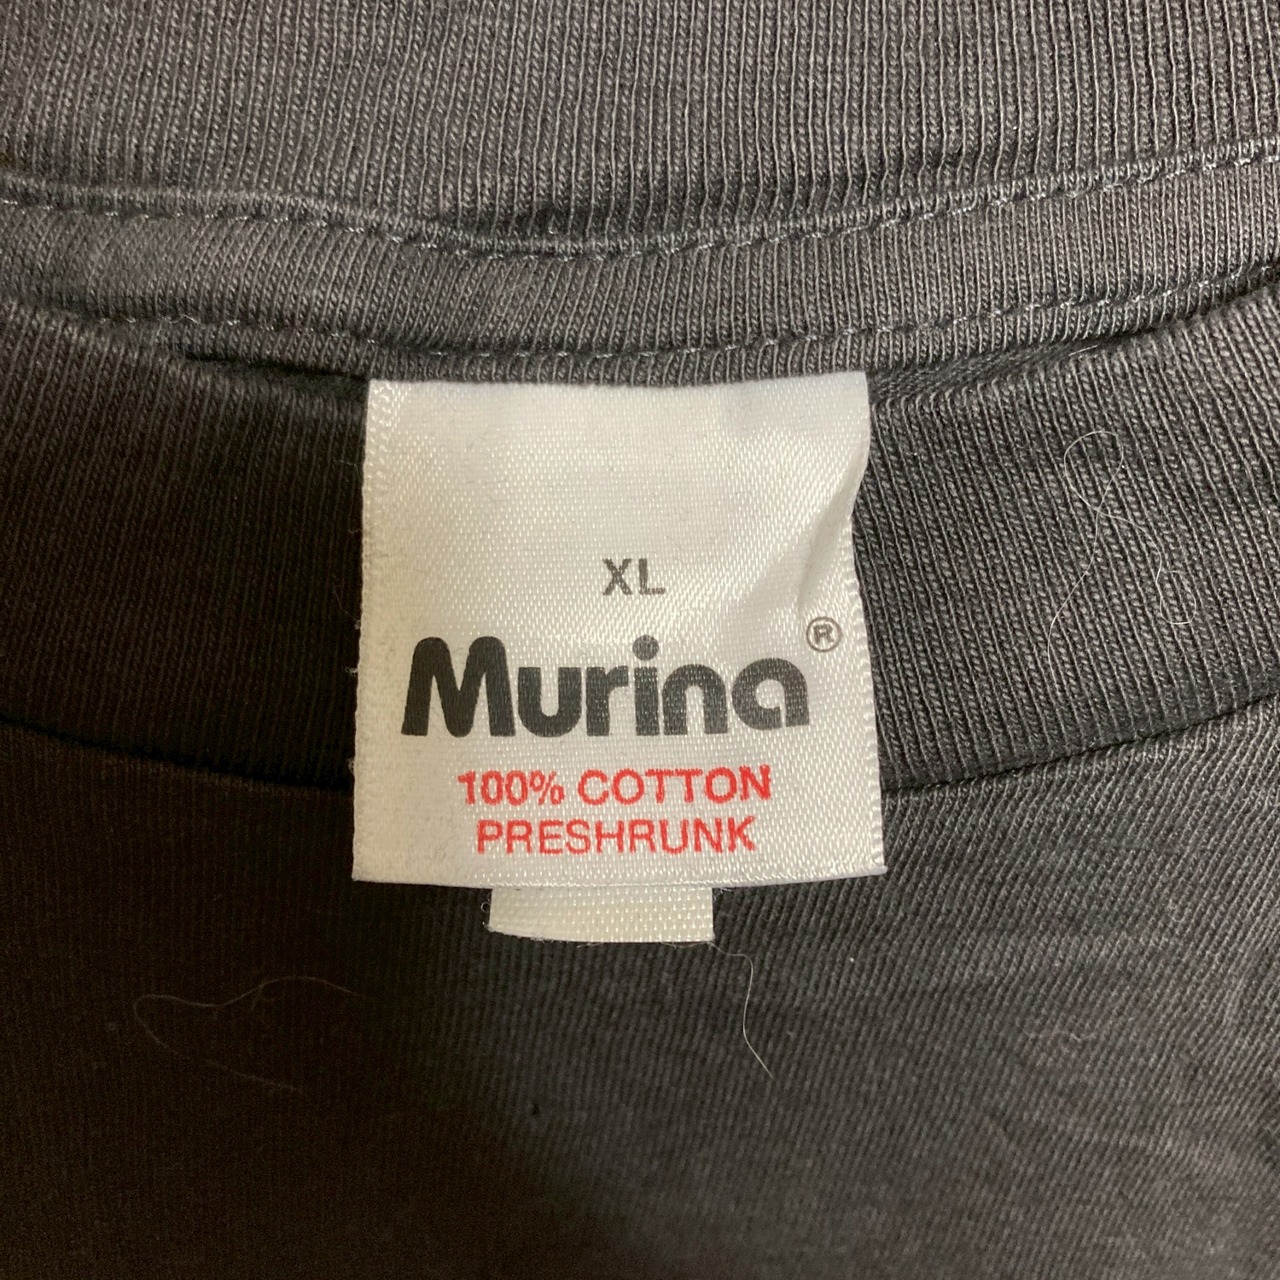 XL
Murina®
100% COTTON
PRESHRUNK